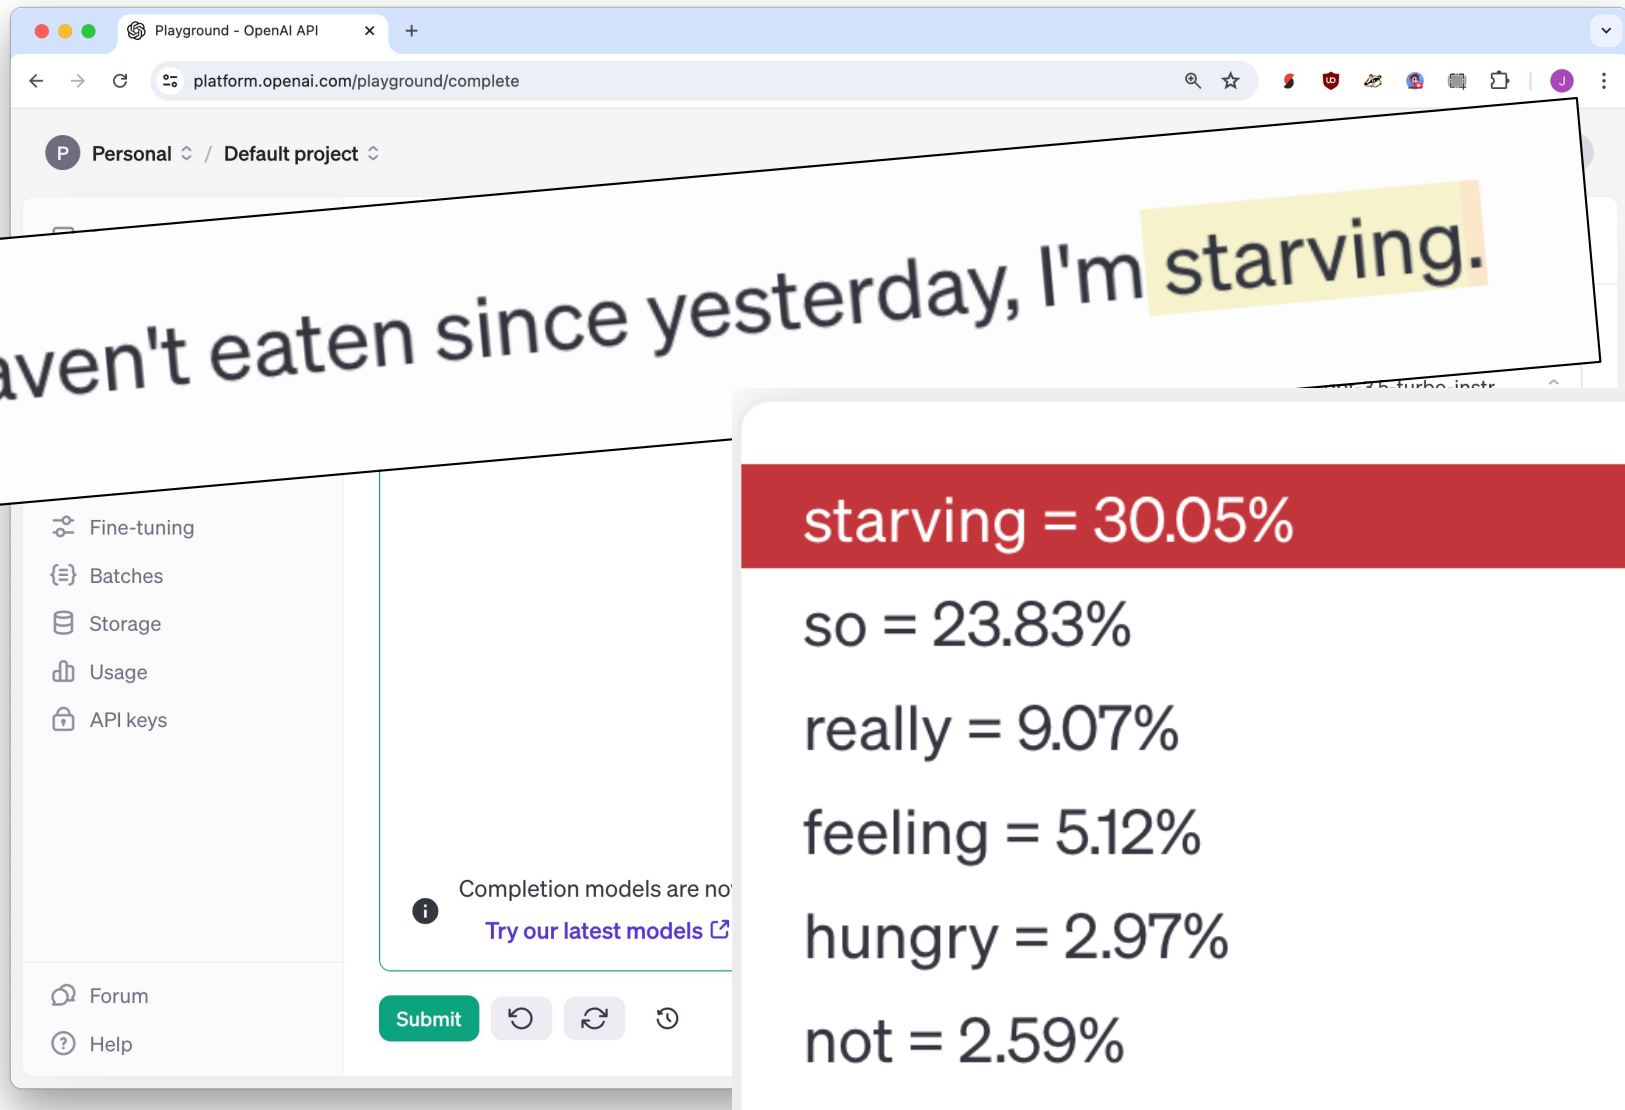 Playground - OpenAI API
platform.openai.com/playground/complete
J
P Personal / Default project
aven't eaten since yesterday, I'm starving.
starving = 30.05%
so = 23.83%
really = 9.07%
feeling = 5.12%
hungry = 2.97%
not = 2.59%
Fine-tuning
Batches
Storage
Usage
API keys
Completion models are no
Try our latest models
Forum
Help
Submit